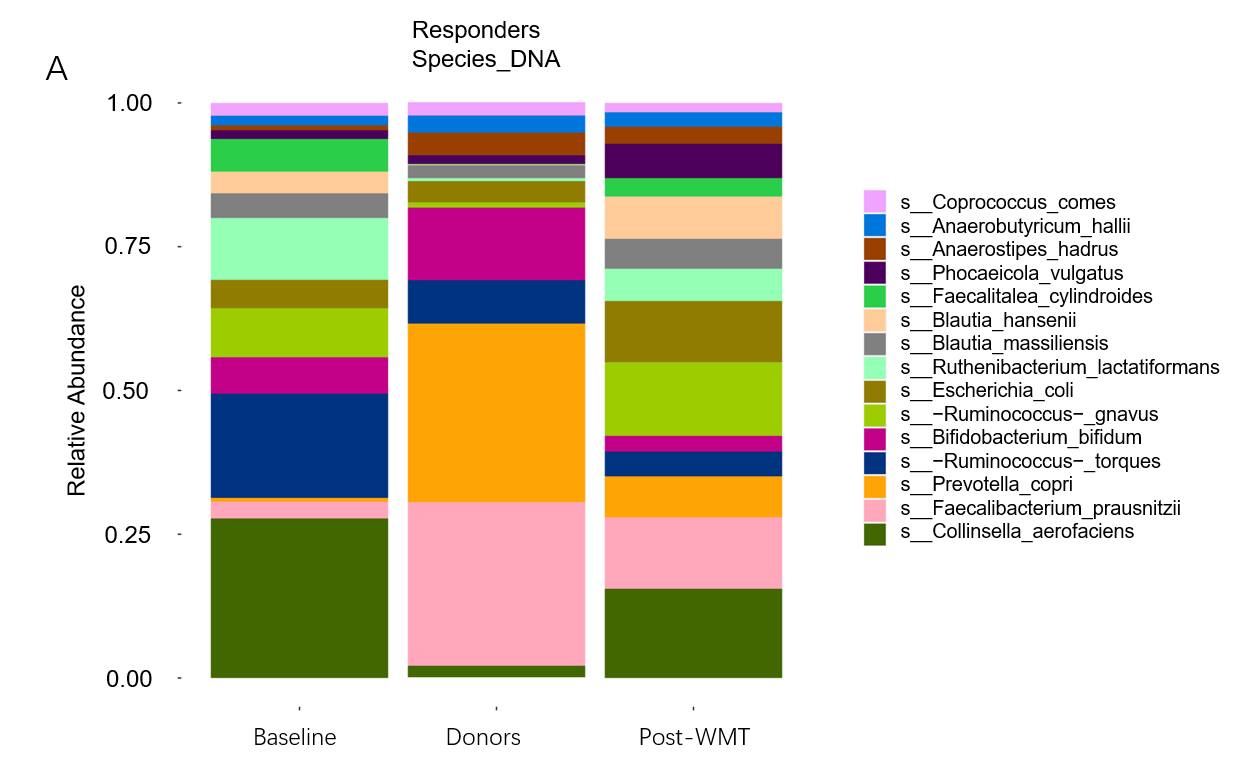 Responders
Species_DNA
A
Relative Abundance
1.00
0.75
0.50
0.25
0.00
Baseline
Donors
Post-WMT
s__Coprococcus_comes
s__Anaerobutyricum_hallii
s__Anaerostipes_hadrus
s__Phocaeicola_vulgatus
s__Faecalitalea_cylindroides
s__Blautia_hansenii
s__Blautia_massiliensis
s__Ruthenibacterium_lactatiformans
s__Escherichia_coli
s__−Ruminococcus−_gnavus
s__Bifidobacterium_bifidum
s__−Ruminococcus−_torques
s__Prevotella_copri
s__Faecalibacterium_prausnitzii
s__Collinsella_aerofaciens